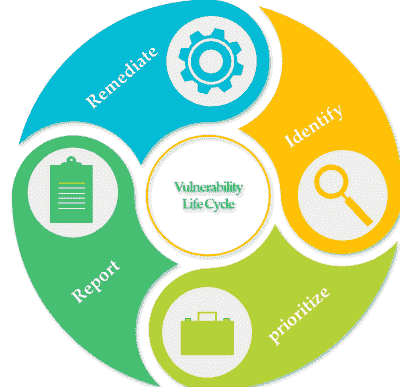 Remediate
Identify
Vulnerability
Life Cycle
Report
prioritize